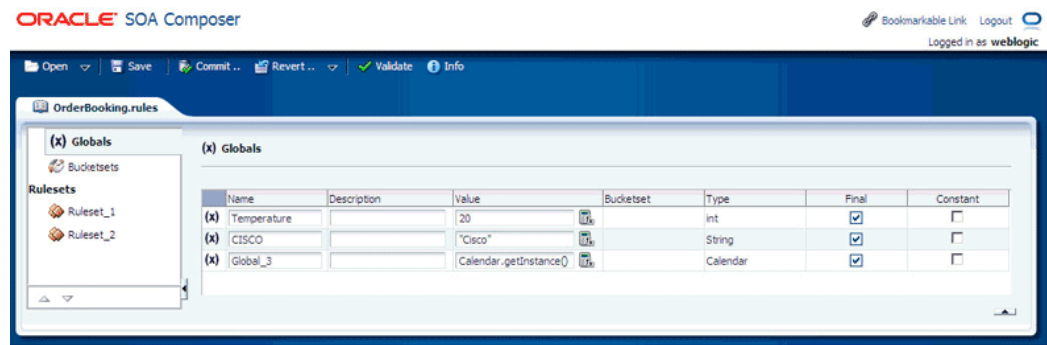 ORACLE® SOA Composer
Bookmarkable Link Logout
Logged in as weblogic
Open Save Commit .. Revert .. Validate Info
OrderBooking.rules
(x) Globals
Bucketsets
Rulesets
Ruleset_1
Ruleset_2
(x) Globals
Name Description Value Bucketset Type Final Constant
(x) Temperature 20 int
(x) CISCO "Cisco" String
(x) Global_3 Calendar.getInstance() Calendar